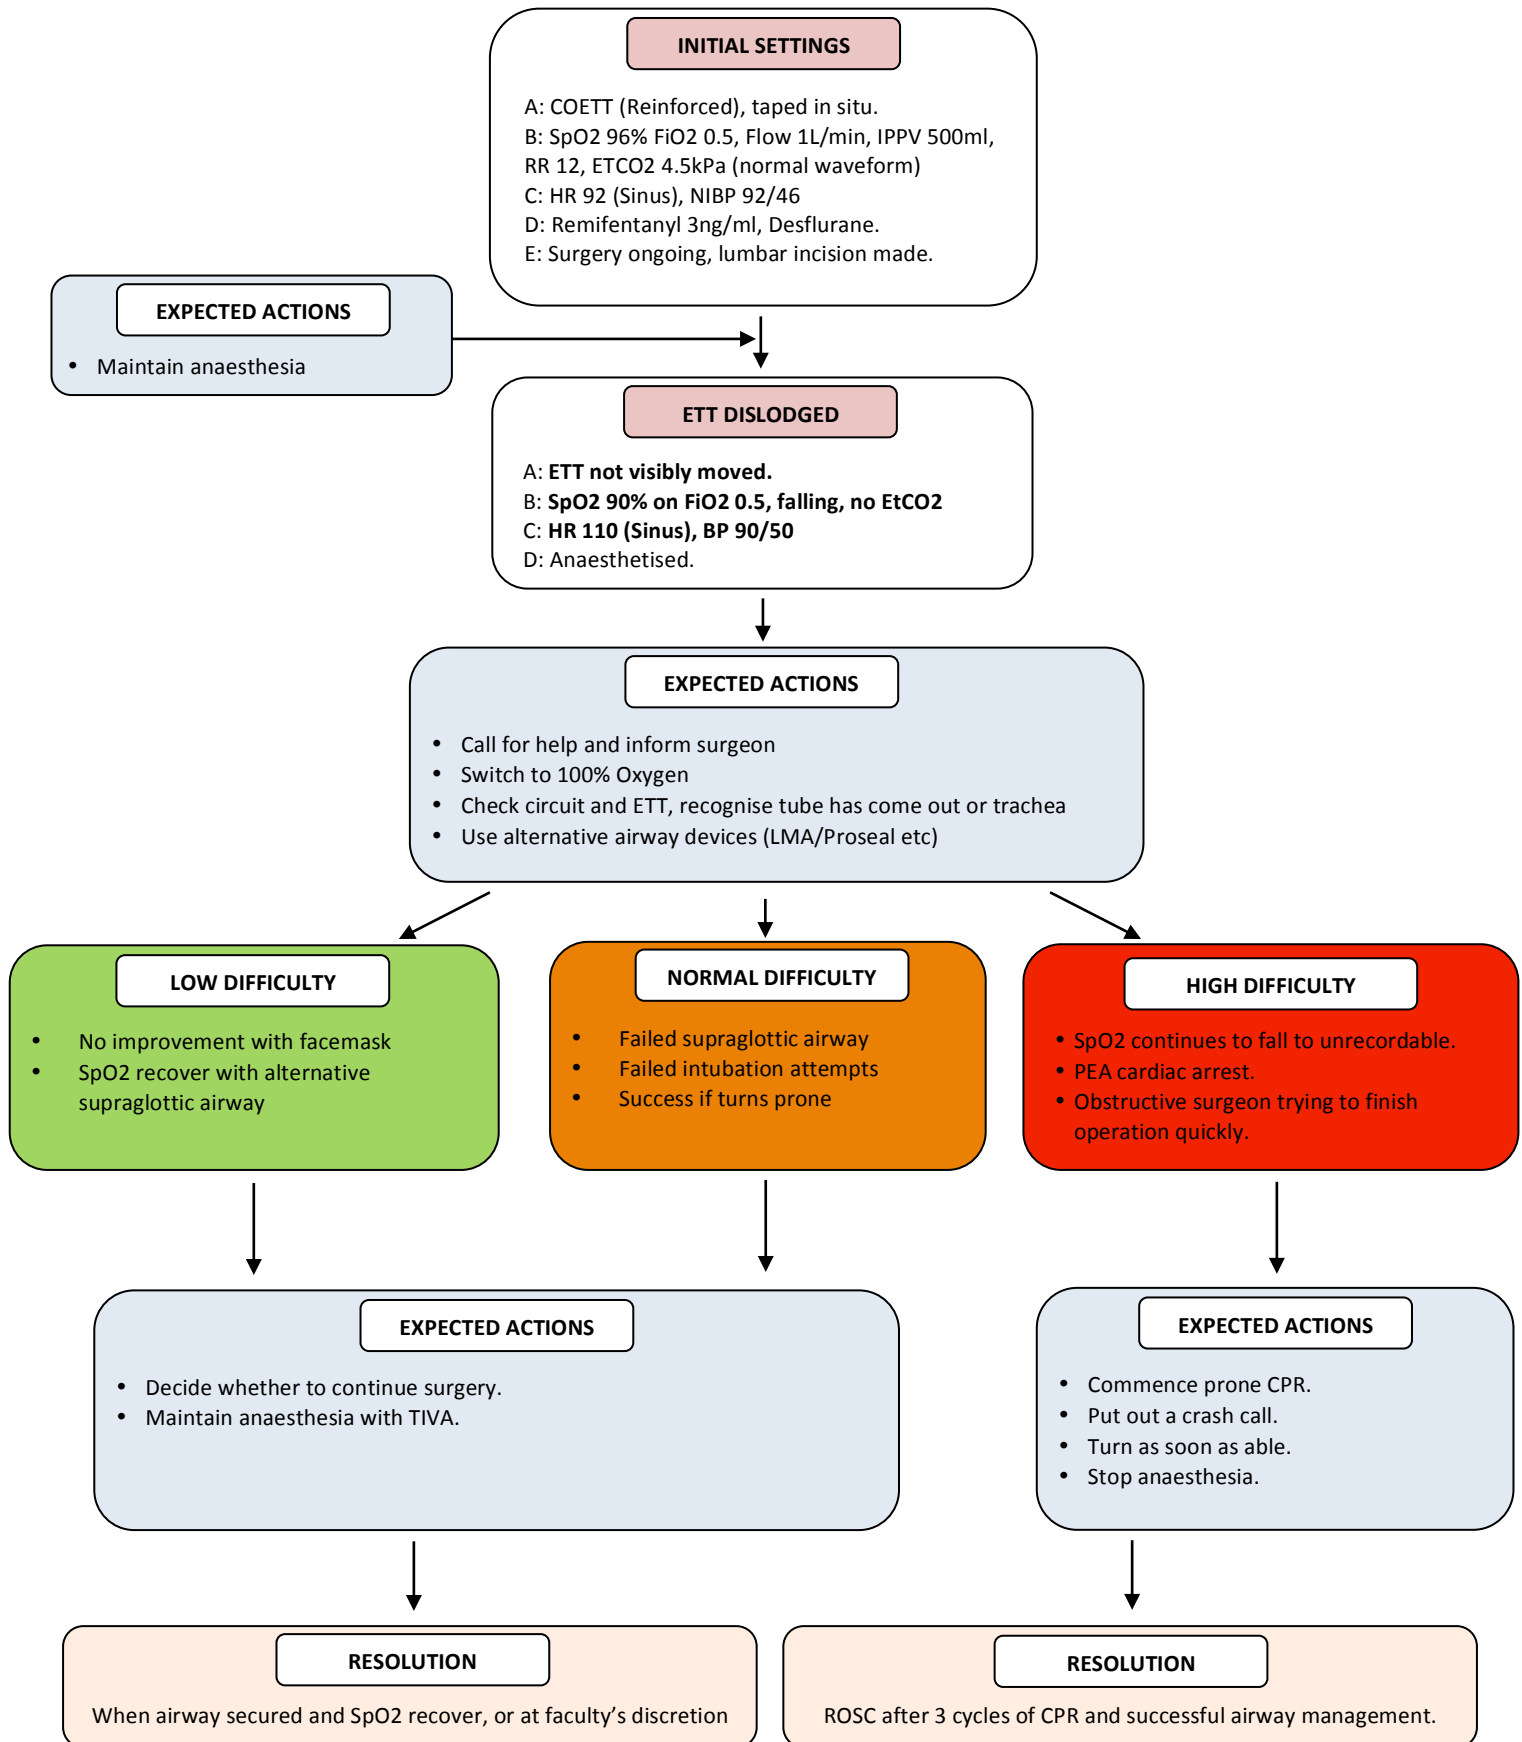 INITIAL SETTINGS
A: COETT (Reinforced), taped in situ.
B: SpO2 96% FiO2 0.5, Flow 1L/min, IPPV 500ml,
RR 12, ETCO2 4.5kPa (normal waveform)
C: HR 92 (Sinus), NIBP 92/46
D: Remifentanyl 3ng/ml, Desflurane.
E: Surgery ongoing, lumbar incision made.
EXPECTED ACTIONS
• Maintain anaesthesia
ETT DISLODGED
A: ETT not visibly moved.
B: SpO2 90% on FiO2 0.5, falling, no EtCO2
C: HR 110 (Sinus), BP 90/50
D: Anaesthetised.
EXPECTED ACTIONS
• Call for help and inform surgeon
• Switch to 100% Oxygen
• Check circuit and ETT, recognise tube has come out or trachea
• Use alternative airway devices (LMA/Proseal etc)
LOW DIFFICULTY
• No improvement with facemask
• SpO2 recover with alternative
supraglottic airway
NORMAL DIFFICULTY
• Failed supraglottic airway
• Failed intubation attempts
• Success if turns prone
HIGH DIFFICULTY
• SpO2 continues to fall to unrecordable.
• PEA cardiac arrest.
• Obstructive surgeon trying to finish
operation quickly.
EXPECTED ACTIONS
• Decide whether to continue surgery.
• Maintain anaesthesia with TIVA.
EXPECTED ACTIONS
• Commence prone CPR.
• Put out a crash call.
• Turn as soon as able.
• Stop anaesthesia.
RESOLUTION
When airway secured and SpO2 recover, or at faculty's discretion
RESOLUTION
ROSC after 3 cycles of CPR and successful airway management.